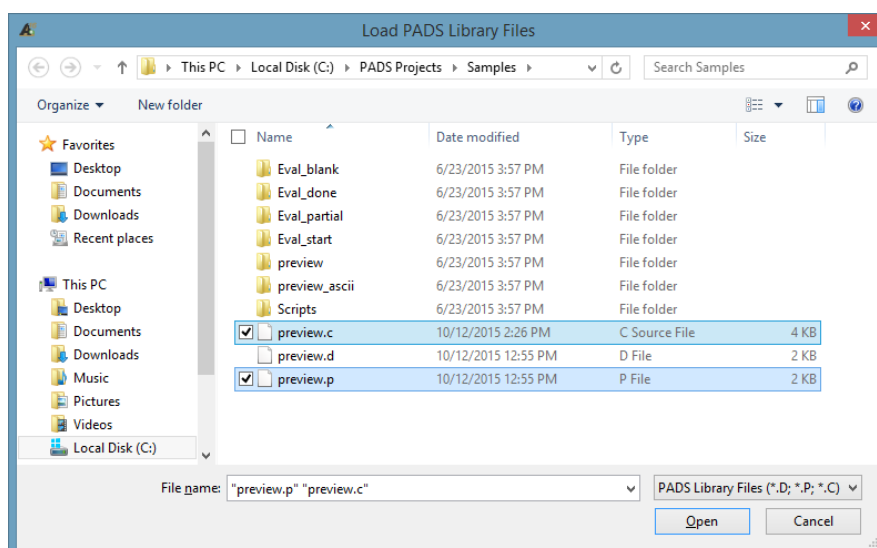 Load PADS Library Files
This PC Local Disk (C:) PADS Projects Samples Search Samples
Organize New folder
Name Date modified Type Size
Favorites
Desktop
Documents
Downloads
Recent places
This PC
Desktop
Documents
Downloads
Music
Pictures
Videos
Local Disk (C:)
Eval_blank 6/23/2015 3:57 PM File folder
Eval_done 6/23/2015 3:57 PM File folder
Eval_partial 6/23/2015 3:57 PM File folder
Eval_start 6/23/2015 3:57 PM File folder
preview 6/23/2015 3:57 PM File folder
preview_ascii 6/23/2015 3:57 PM File folder
Scripts 6/23/2015 3:57 PM File folder
preview.c 10/12/2015 2:26 PM C Source File 4 KB
preview.d 10/12/2015 12:55 PM D File 2 KB
preview.p 10/12/2015 12:55 PM P File 2 KB
File name: "preview.p" "preview.c" PADS Library Files (*.D; *.P; *.C)
Open Cancel